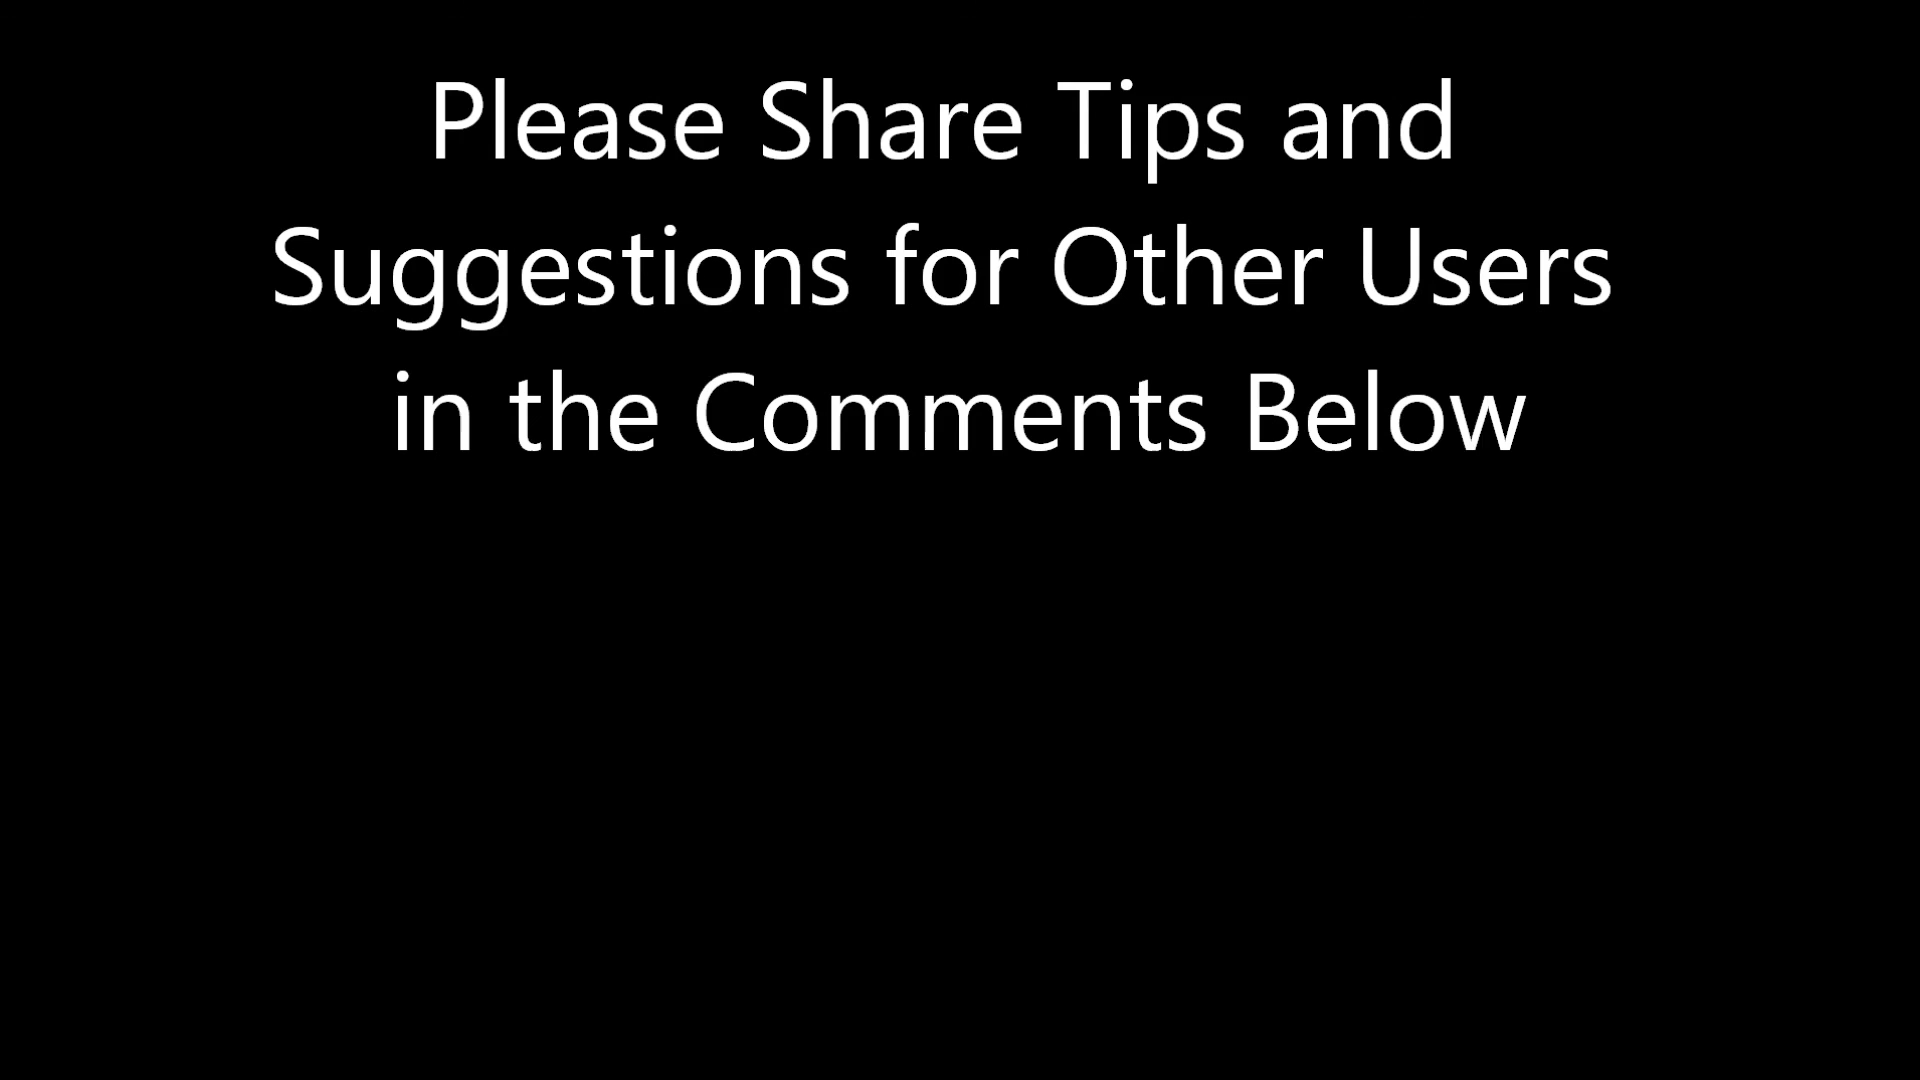 Please Share Tips and
Suggestions for Other Users
in the Comments Below